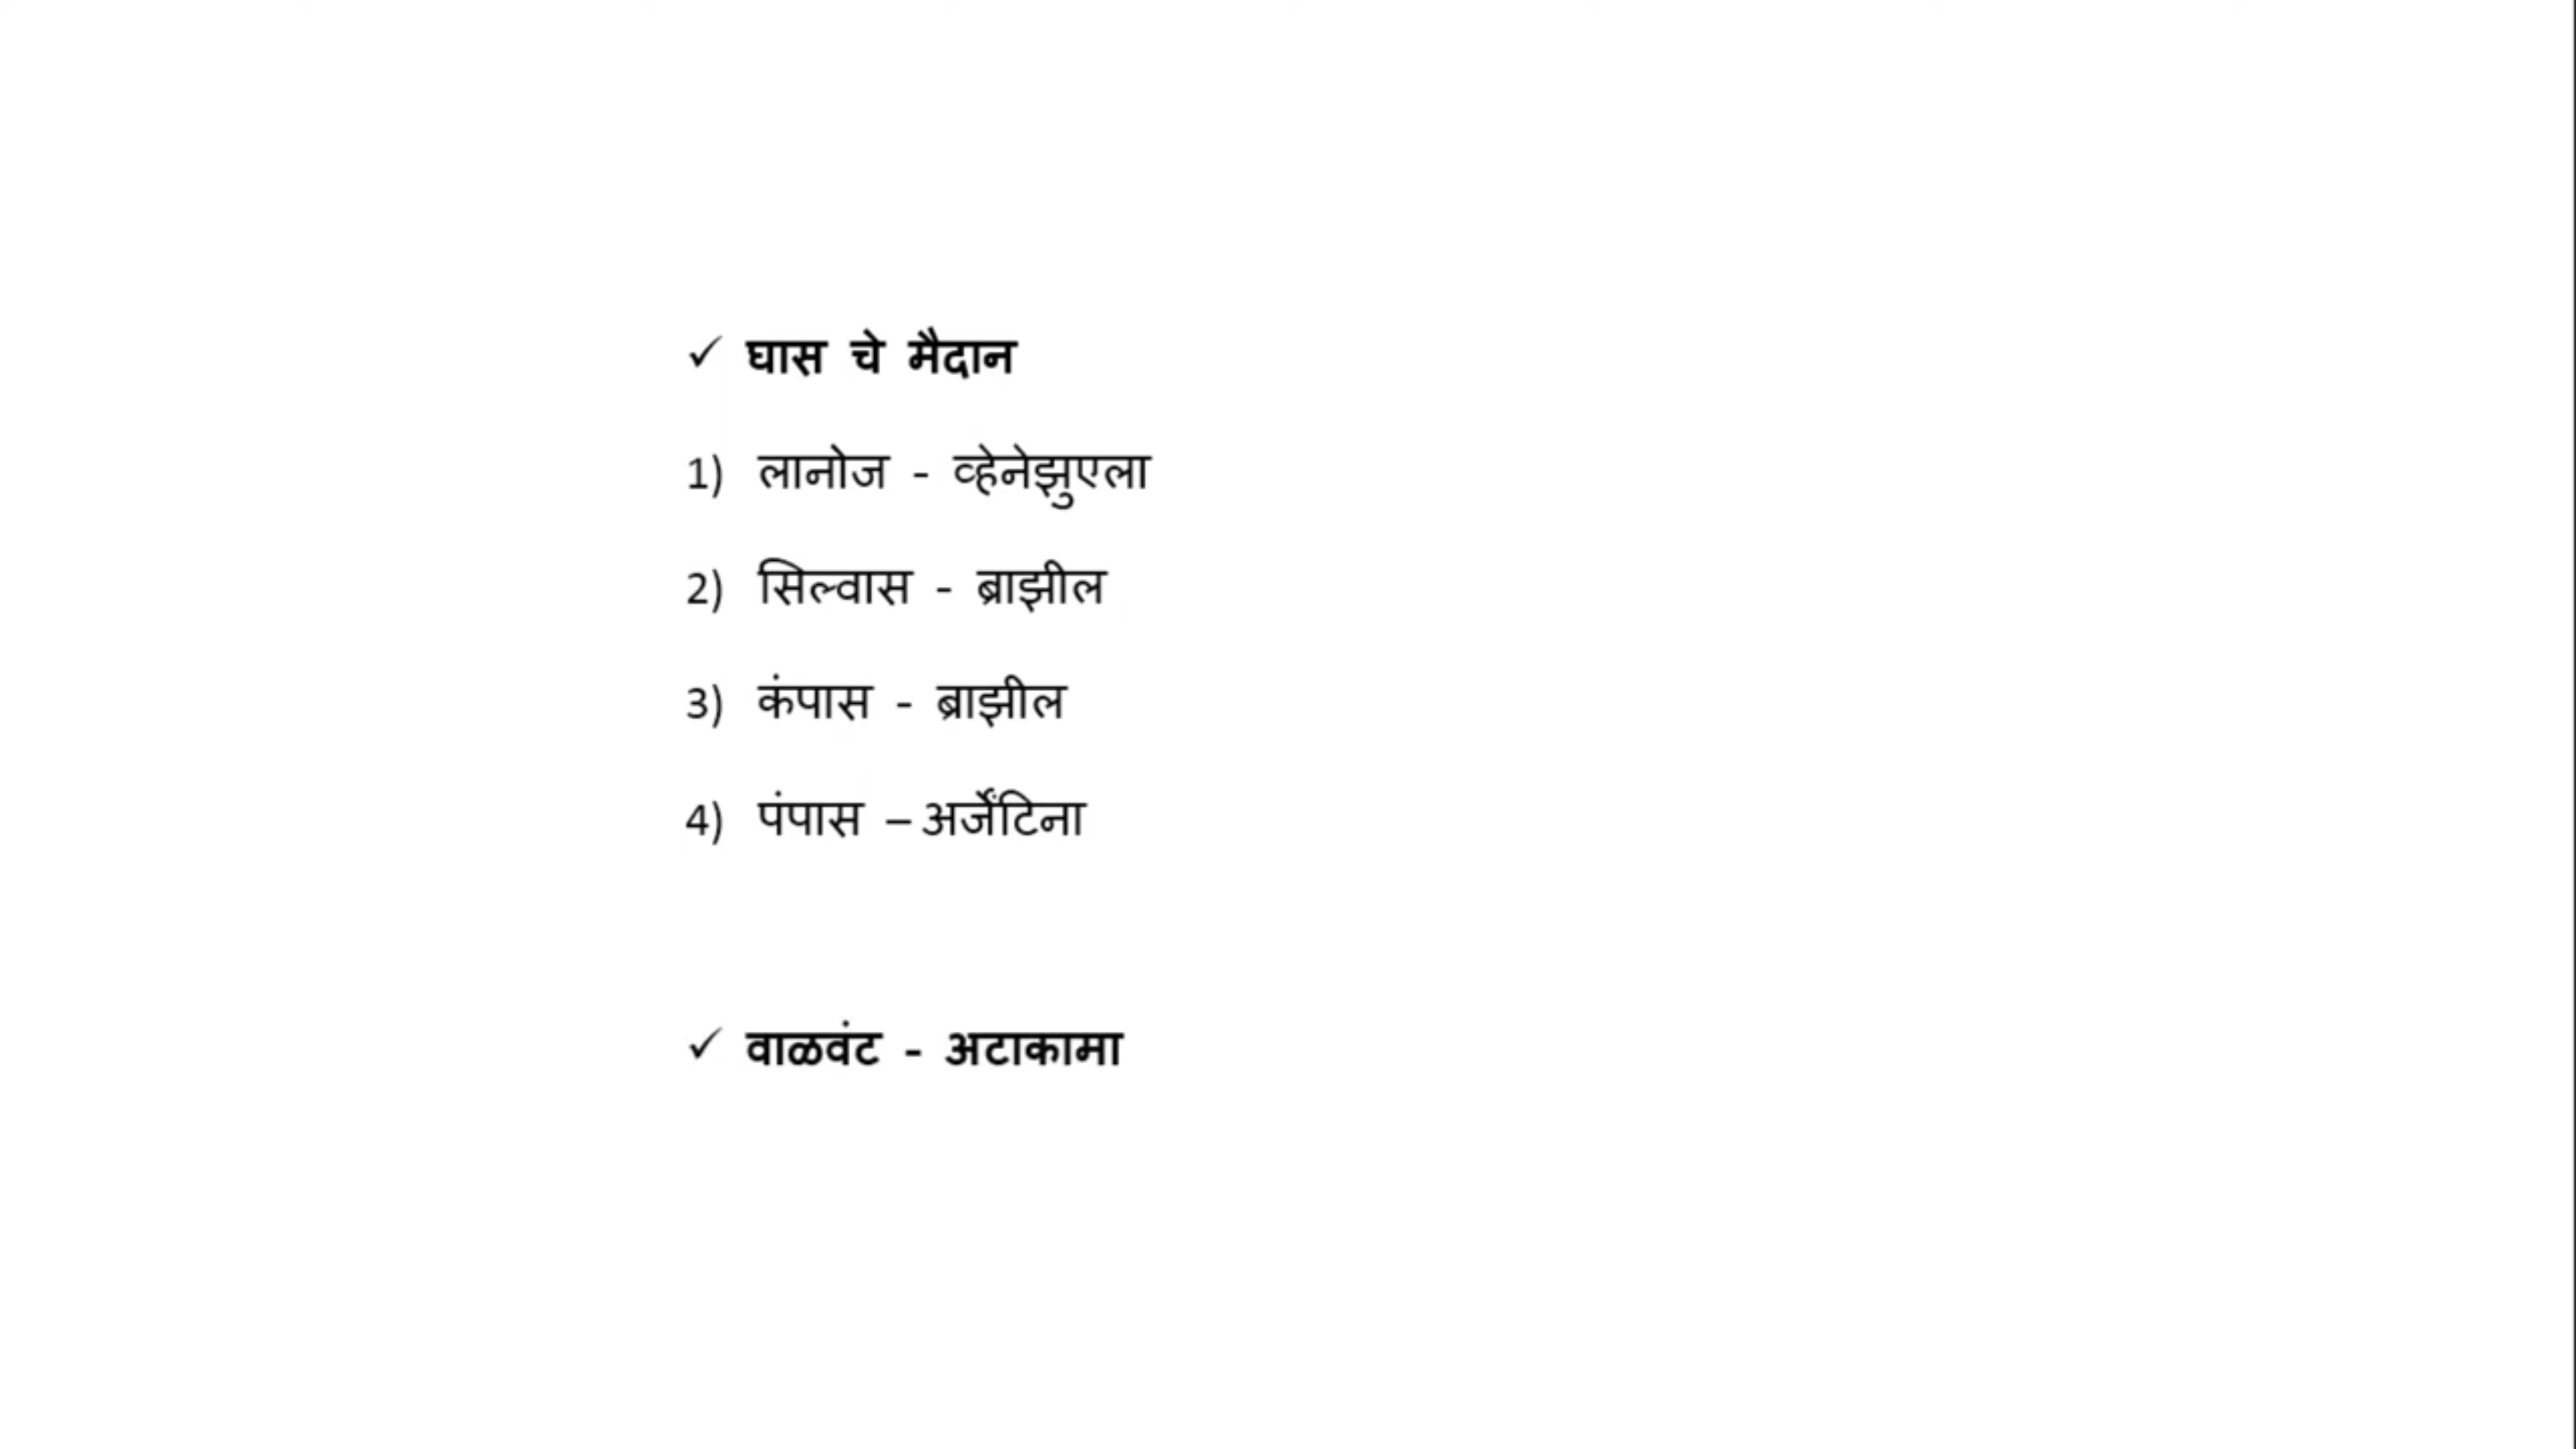 ✓ घास चे मैदान
1) लानोज - व्हेनेझुएला
2) सिल्वास - ब्राझील
3) कंपास - ब्राझील
4) पंपास – अर्जेंटिना
✓ वाळवंट - अटाकामा